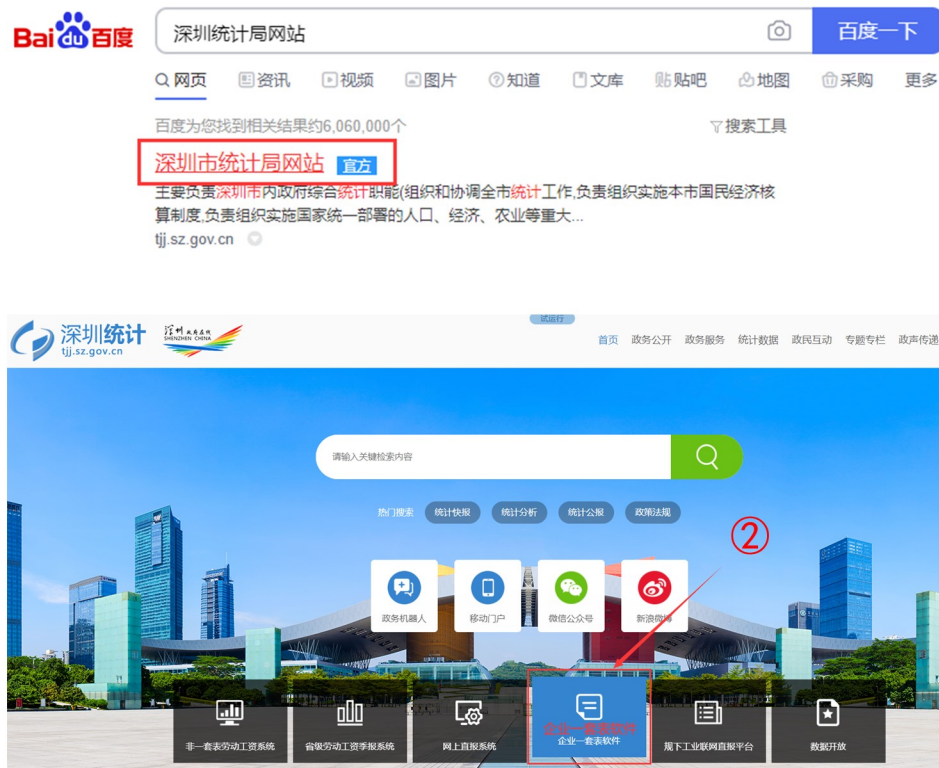 Bai du 百度
深圳统计局网站
百度一下
网页 资讯 视频 图片 知道 文库 贴吧 地图 采购 更多
百度为您找到相关结果约6,060,000个
搜索工具
深圳市统计局网站 官方
主要负责深圳市内政府综合统计职能(组织和协调全市统计工作,负责组织实施本市国民经济核
算制度,负责组织实施国家统一部署的人口、经济、农业等重大...
tjj.sz.gov.cn
试运行
深圳统计
tjj.sz.gov.cn
深圳政府在线
SHENZHEN CHINA
首页 政务公开 政务服务 统计数据 政民互动 专题专栏 政声传递
请输入关键检索内容
热门搜索 统计快报 统计分析 统计公报 政策法规
②
政务机器人 移动门户 微信公众号 新浪微博
企业一套表软件
非一套表劳动工资系统 省级劳动工资季报系统 网上直报系统 企业一套表软件 规下工业联网直报平台 数据开放